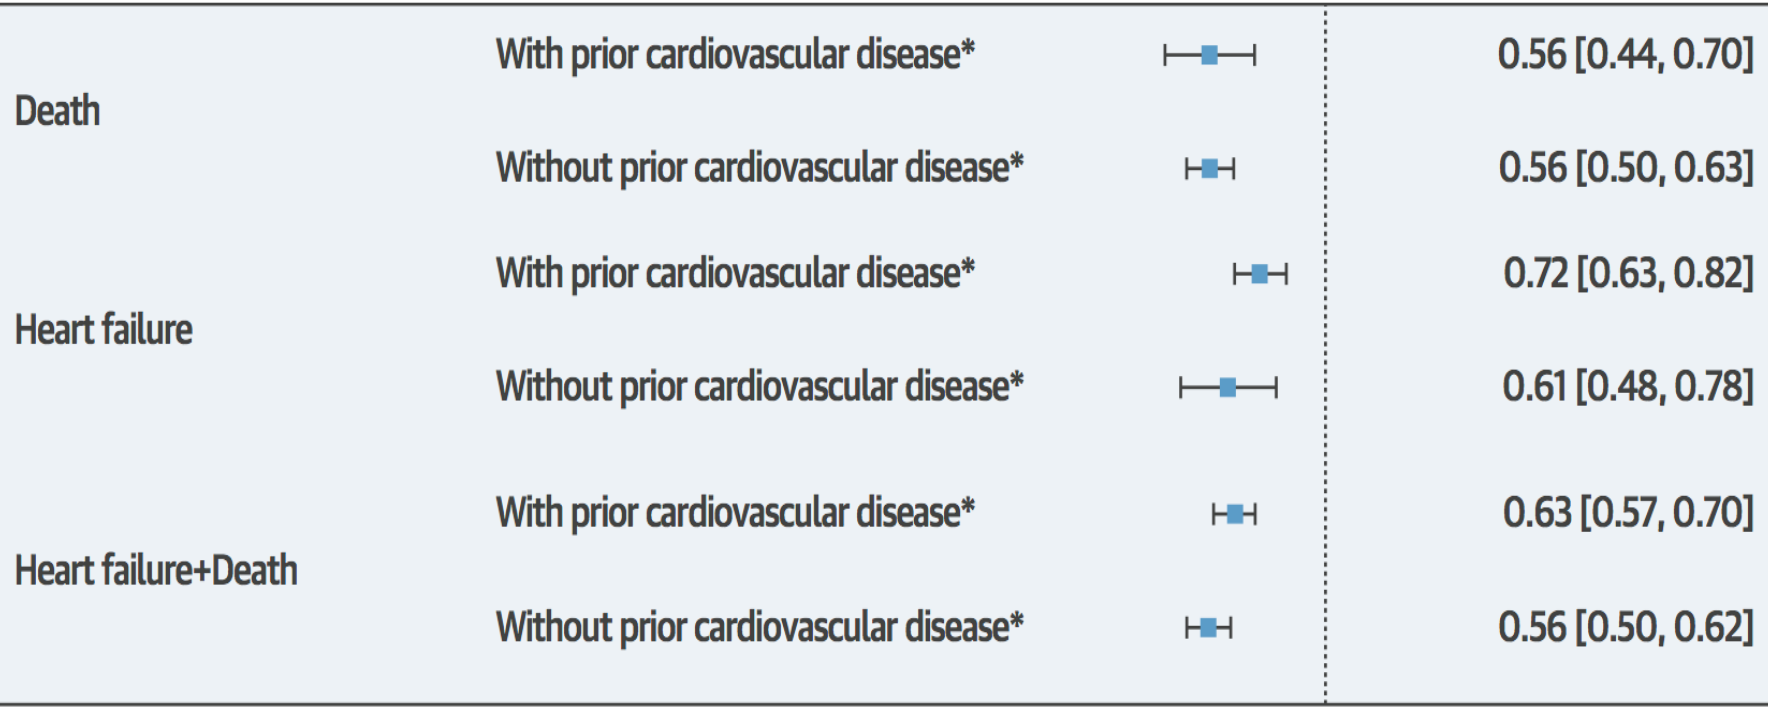 With prior cardiovascular disease* 0.56 [0.44, 0.70]
Death
Without prior cardiovascular disease* 0.56 [0.50, 0.63]
With prior cardiovascular disease* 0.72 [0.63, 0.82]
Heart failure
Without prior cardiovascular disease* 0.61 [0.48, 0.78]
With prior cardiovascular disease* 0.63 [0.57, 0.70]
Heart failure+Death
Without prior cardiovascular disease* 0.56 [0.50, 0.62]